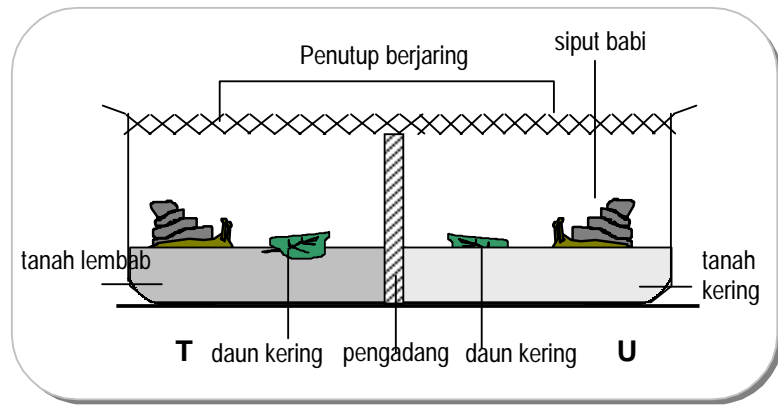 siput babi
Penutup berjaring
tanah lembab
tanah
kering
T daun kering pengadang daun kering U